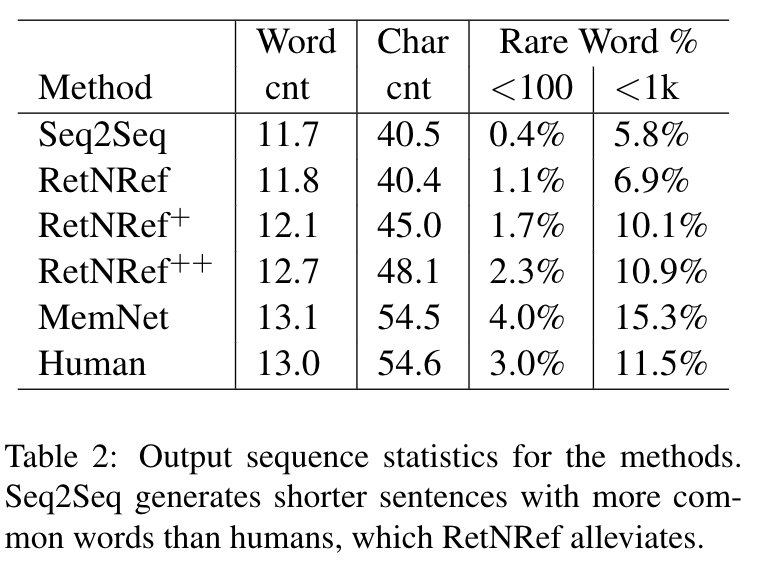 Word Char Rare Word %
Method cnt cnt <100 <1k
Seq2Seq 11.7 40.5 0.4% 5.8%
RetNRef 11.8 40.4 1.1% 6.9%
RetNRef+ 12.1 45.0 1.7% 10.1%
RetNRef++ 12.7 48.1 2.3% 10.9%
MemNet 13.1 54.5 4.0% 15.3%
Human 13.0 54.6 3.0% 11.5%
Table 2: Output sequence statistics for the methods.
Seq2Seq generates shorter sentences with more com-
mon words than humans, which RetNRef alleviates.